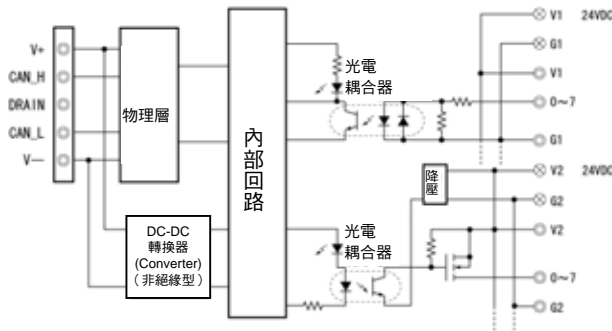 V+
CAN_H
DRAIN
CAN_L
V—
物理層
DC-DC
轉換器
(Converter)
（非絕緣型）
內部回路
光電
耦合器
光電
耦合器
降壓
V1 24VDC
G1
V1
0~7
G1
V2 24VDC
G2
V2
0~7
G2